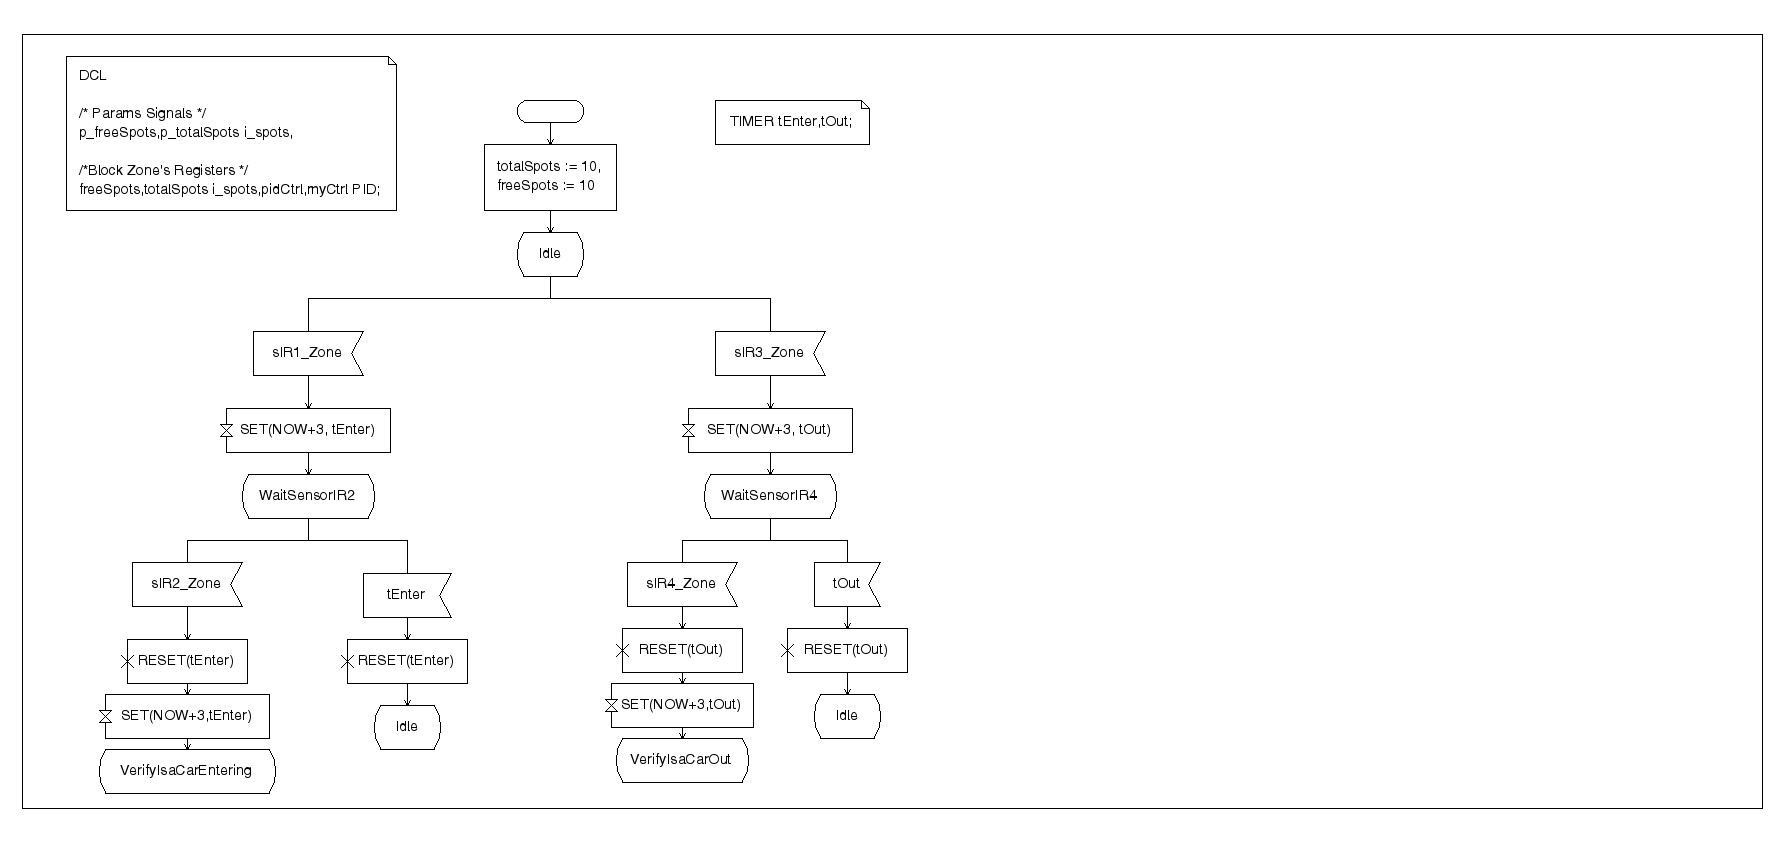 DCL
/* Params Signals */
p_freeSpots,p_totalSpots i_spots,
/*Block Zone's Registers */
freeSpots,totalSpots i_spots,pidCtrl,myCtrl PID;
TIMER tEnter,tOut;
totalSpots := 10,
freeSpots := 10
Idle
sIR1_Zone
sIR3_Zone
SET(NOW+3, tEnter)
SET(NOW+3, tOut)
WaitSensorIR2
WaitSensorIR4
sIR2_Zone
tEnter
sIR4_Zone
tOut
RESET(tEnter)
RESET(tEnter)
RESET(tOut)
RESET(tOut)
SET(NOW+3,tEnter)
Idle
SET(NOW+3,tOut)
Idle
VerifyIsaCarEntering
VerifyIsaCarOut